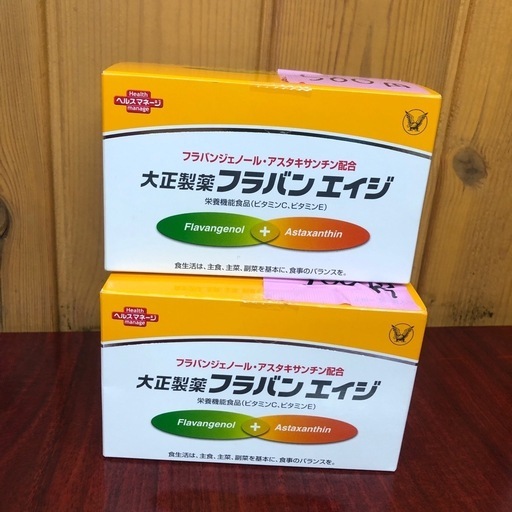 Health
ヘルスマネージ
manage
フラバンジェノール・アスタキサンチン配合
大正製薬フラバンエイジ
栄養機能食品(ビタミンC、ビタミンE)
Flavangenol + Astaxanthin
食生活は、主食、主菜、副菜を基本に、食事のバランスを。
Health
ヘルスマネージ
manage
フラバンジェノール・アスタキサンチン配合
大正製薬フラバンエイジ
栄養機能食品(ビタミンC、ビタミンE)
Flavangenol + Astaxanthin
食生活は、主食、主菜、副菜を基本に、食事のバランスを。